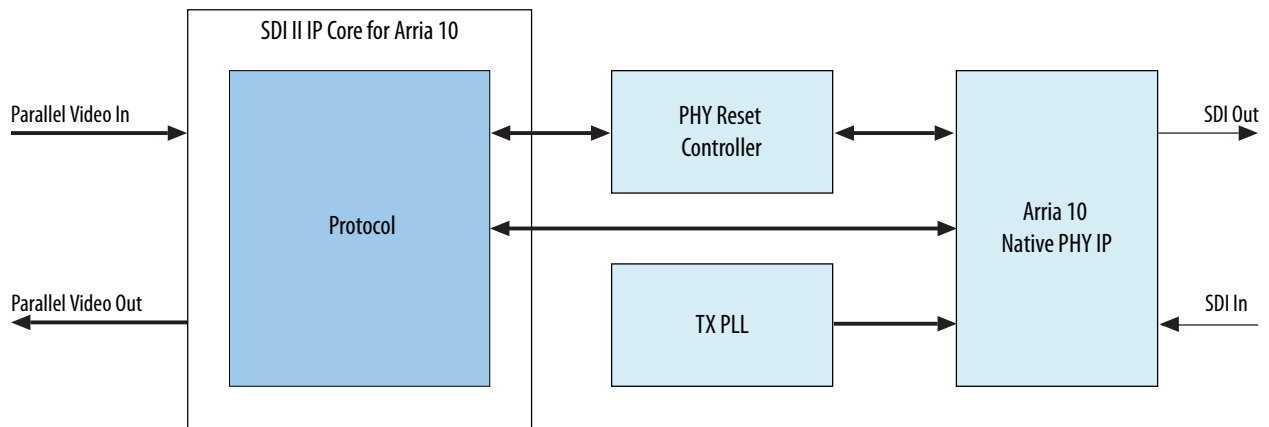 SDI II IP Core for Arria 10
Parallel Video In
PHY Reset
Controller
SDI Out
Protocol
Arria 10
Native PHY IP
Parallel Video Out
TX PLL
SDI In